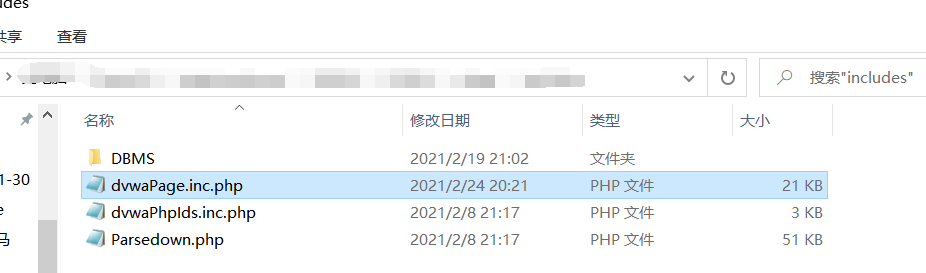 udes
共享 查看
搜索"includes"
名称 修改日期 类型 大小
DBMS 2021/2/19 21:02 文件夹
1-30 dvwaPage.inc.php 2021/2/24 20:21 PHP 文件 21 KB
e dvwaPhpIds.inc.php 2021/2/8 21:17 PHP 文件 3 KB
马 Parsedown.php 2021/2/8 21:17 PHP 文件 51 KB